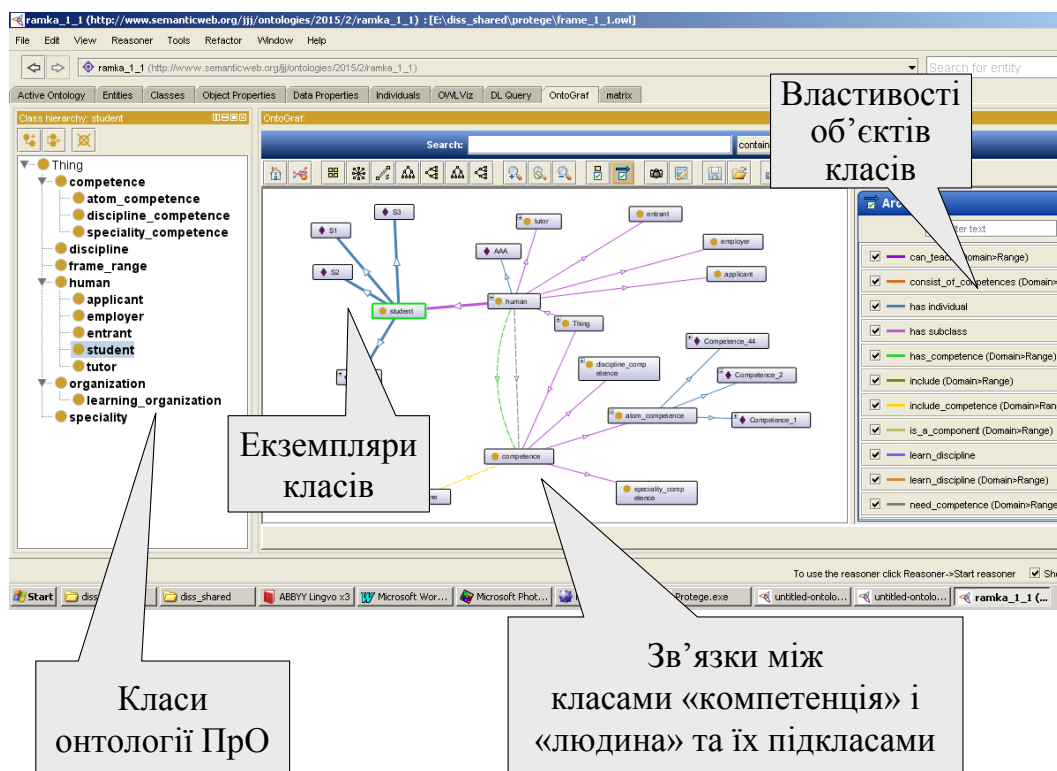 ramka_1_1 (http://www.semanticweb.org/jjj/ontologies/2015/2/ramka_1_1) : [E:\diss_shared\protege\frame_1_1.owl]
File Edit View Reasoner Tools Refactor Window Help
ramka_1_1 (http://www.semanticweb.org/jjj/ontologies/2015/2/ramka_1_1)
Search for entity
Active Ontology Entities Classes Object Properties Data Properties Individuals OWLViz DL Query OntoGraf matrix
Class hierarchy: student
Thing
competence
atom_competence
discipline_competence
speciality_competence
discipline
frame_range
human
applicant
employer
entrant
student
tutor
organization
learning_organization
speciality
OntoGraf:
Search:
contain
S3
S1
S2
student
AAA
tutor
entrant
employer
applicant
human
Thing
discipline_comp
etence
Competence_44
Competence_2
Competence_1
atom_competence
competence
speciality_comp
etence
can_teach (Domain>Range)
consist_of_competences (Domain>
has individual
has subclass
has_competence (Domain>Range)
include (Domain>Range)
include_competence (Domain>Ran
is_a_component (Domain>Range)
learn_discipline
learn_discipline (Domain>Range)
need_competence (Domain>Range
Властивості
об’єктів
класів
Екземпляри
класів
To use the reasoner click Reasoner->Start reasoner
Start
diss_shared
ABBYY Lingvo x3
Microsoft Wor...
Microsoft Phot...
Protege.exe
untitled-ontolo...
untitled-ontolo...
ramka_1_1 (...
Класи
онтології ПрО
Зв’язки між
класами «компетенція» і
«людина» та їх підкласами